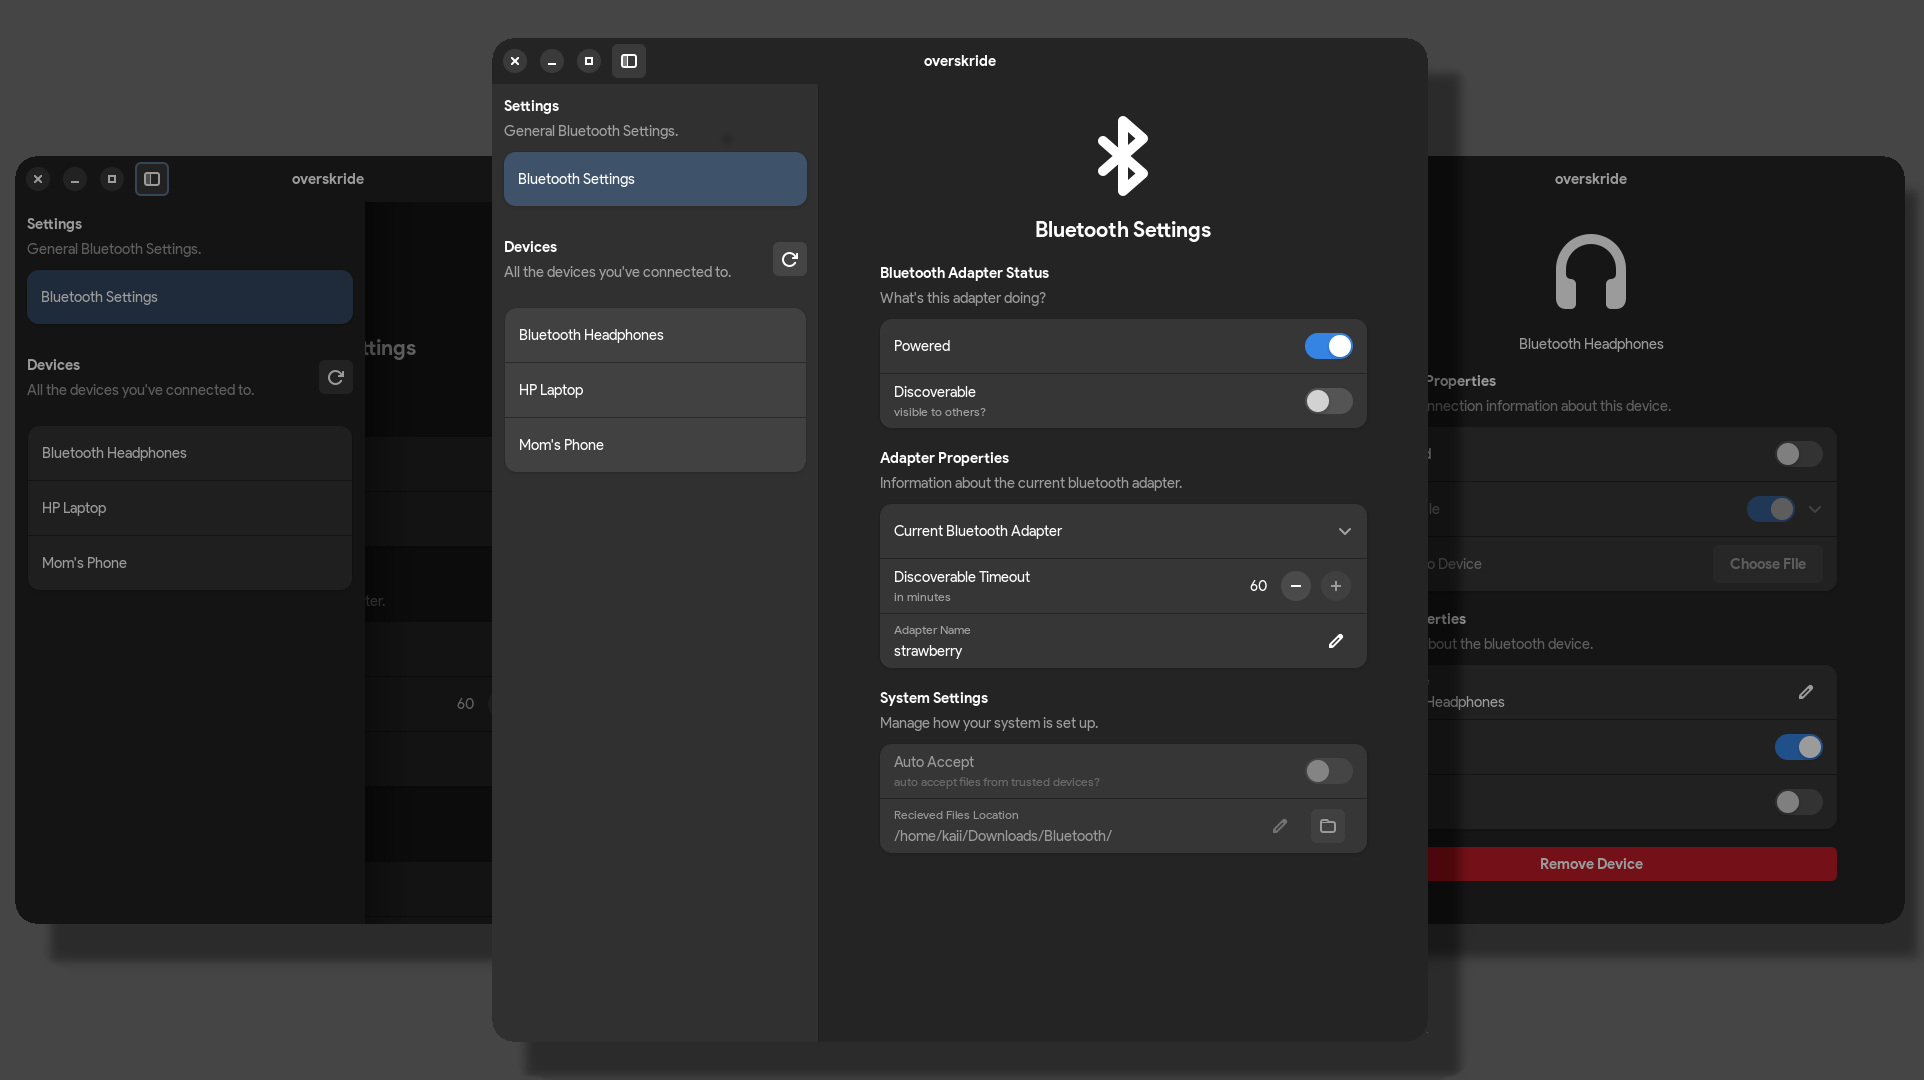 overskride
Settings
General Bluetooth Settings.
Bluetooth Settings
Devices
All the devices you've connected to.
Bluetooth Headphones
HP Laptop
Mom's Phone
ttings
ter.
60
overskride
Settings
General Bluetooth Settings.
Bluetooth Settings
Devices
All the devices you've connected to.
Bluetooth Headphones
HP Laptop
Mom's Phone
Bluetooth Settings
Bluetooth Adapter Status
What's this adapter doing?
Powered
Discoverable
visible to others?
Adapter Properties
Information about the current bluetooth adapter.
Current Bluetooth Adapter
Discoverable Timeout
in minutes
60
Adapter Name
strawberry
System Settings
Manage how your system is set up.
Auto Accept
auto accept files from trusted devices?
Recieved Files Location
/home/kaii/Downloads/Bluetooth/
overskride
Bluetooth Headphones
Properties
nnection information about this device.
d
le
o Device
Choose FIle
erties
bout the bluetooth device.
Headphones
Remove Device